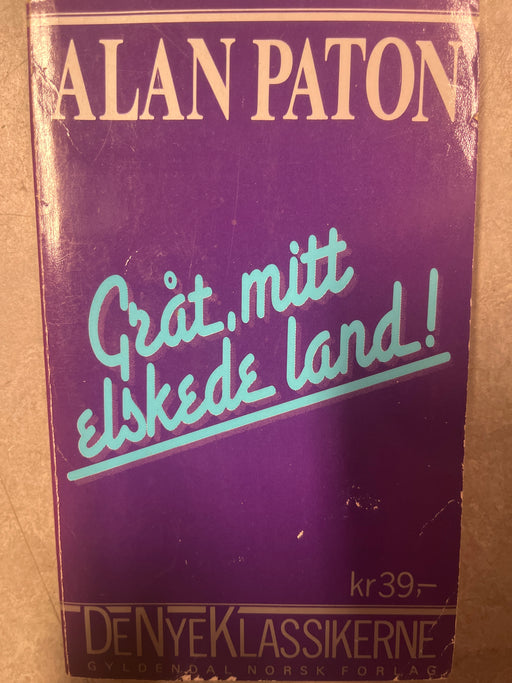 ALAN PATON
Gråt, mitt
elskede land!
kr 39,-
DENYEKLASSIKERNE
GYLDENDAL NORSK FORLAG